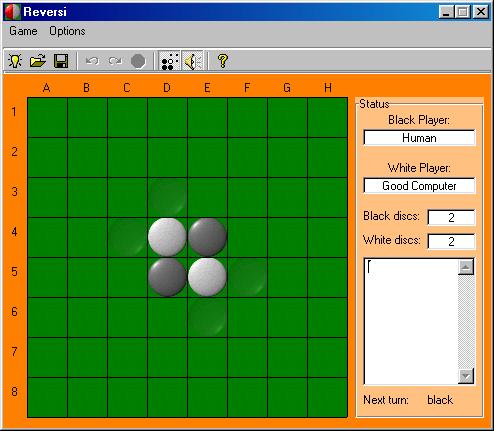 Reversi
Game Options
A B C D E F G H
1
2
3
4
5
6
7
8
Status
Black Player:
Human
White Player:
Good Computer
Black discs: 2
White discs: 2
Next turn: black